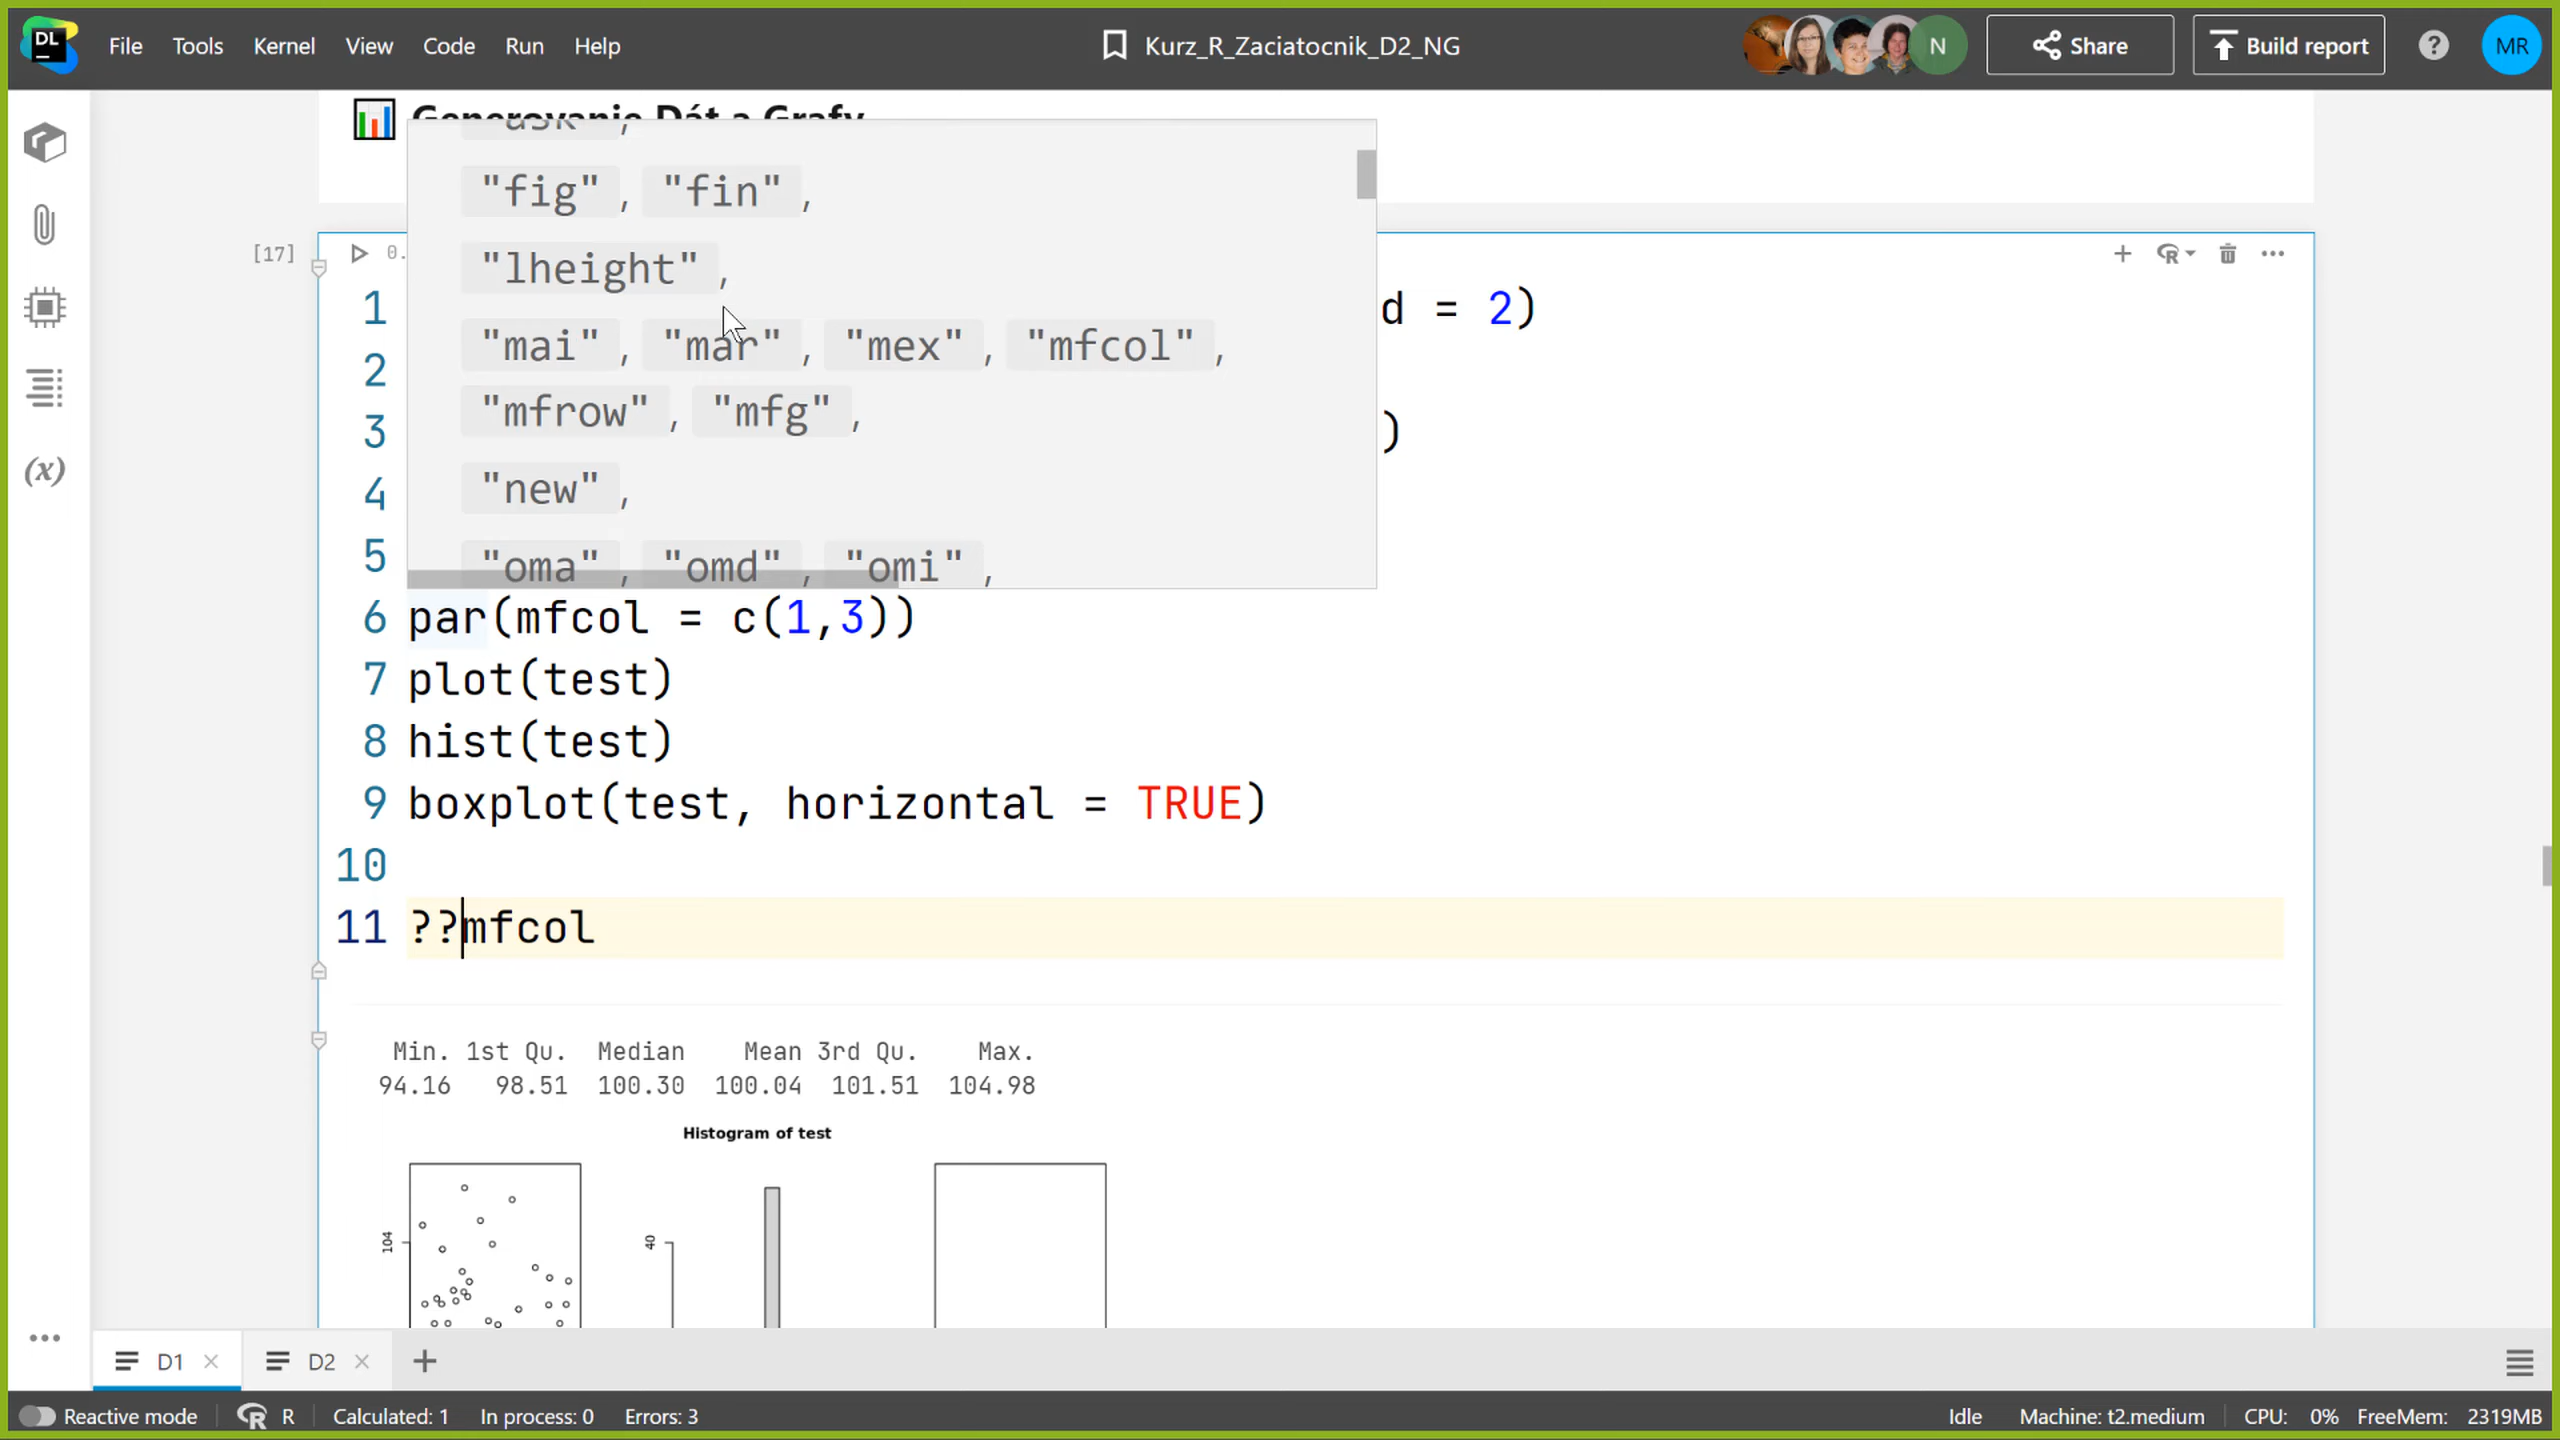 DL File Tools Kernel View Code Run Help Kurz_R_Zaciatocnik_D2_NG N Share Build report ? MR
Generovanie Dát a Grafy
"ask",
"fig", "fin",
"lheight",
"mai", "mar", "mex", "mfcol",
"mfrow", "mfg",
"new",
"oma", "omd", "omi",
[17] 0.
1 d = 2)
2
3 )
4
5
6 par(mfcol = c(1,3))
7 plot(test)
8 hist(test)
9 boxplot(test, horizontal = TRUE)
10
11 ??mfcol
(x)
Min. 1st Qu. Median Mean 3rd Qu. Max.
94.16 98.51 100.30 100.04 101.51 104.98
Histogram of test
104
40
D1 D2
Reactive mode R R Calculated: 1 In process: 0 Errors: 3 Idle Machine: t2.medium CPU: 0% FreeMem: 2319MB